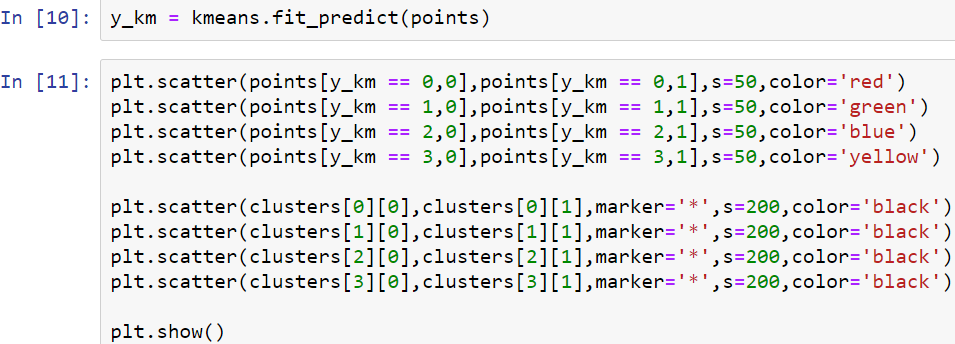 In [10]: y_km = kmeans.fit_predict(points)
In [11]: plt.scatter(points[y_km == 0,0],points[y_km == 0,1],s=50,color='red')
plt.scatter(points[y_km == 1,0],points[y_km == 1,1],s=50,color='green')
plt.scatter(points[y_km == 2,0],points[y_km == 2,1],s=50,color='blue')
plt.scatter(points[y_km == 3,0],points[y_km == 3,1],s=50,color='yellow')
plt.scatter(clusters[0][0],clusters[0][1],marker='*',s=200,color='black')
plt.scatter(clusters[1][0],clusters[1][1],marker='*',s=200,color='black')
plt.scatter(clusters[2][0],clusters[2][1],marker='*',s=200,color='black')
plt.scatter(clusters[3][0],clusters[3][1],marker='*',s=200,color='black')
plt.show()